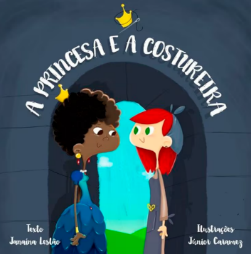 A PRINCESA E A COSTUREIRA
Texto
Janaína Leslão
Ilustrações
Júnior Caramez